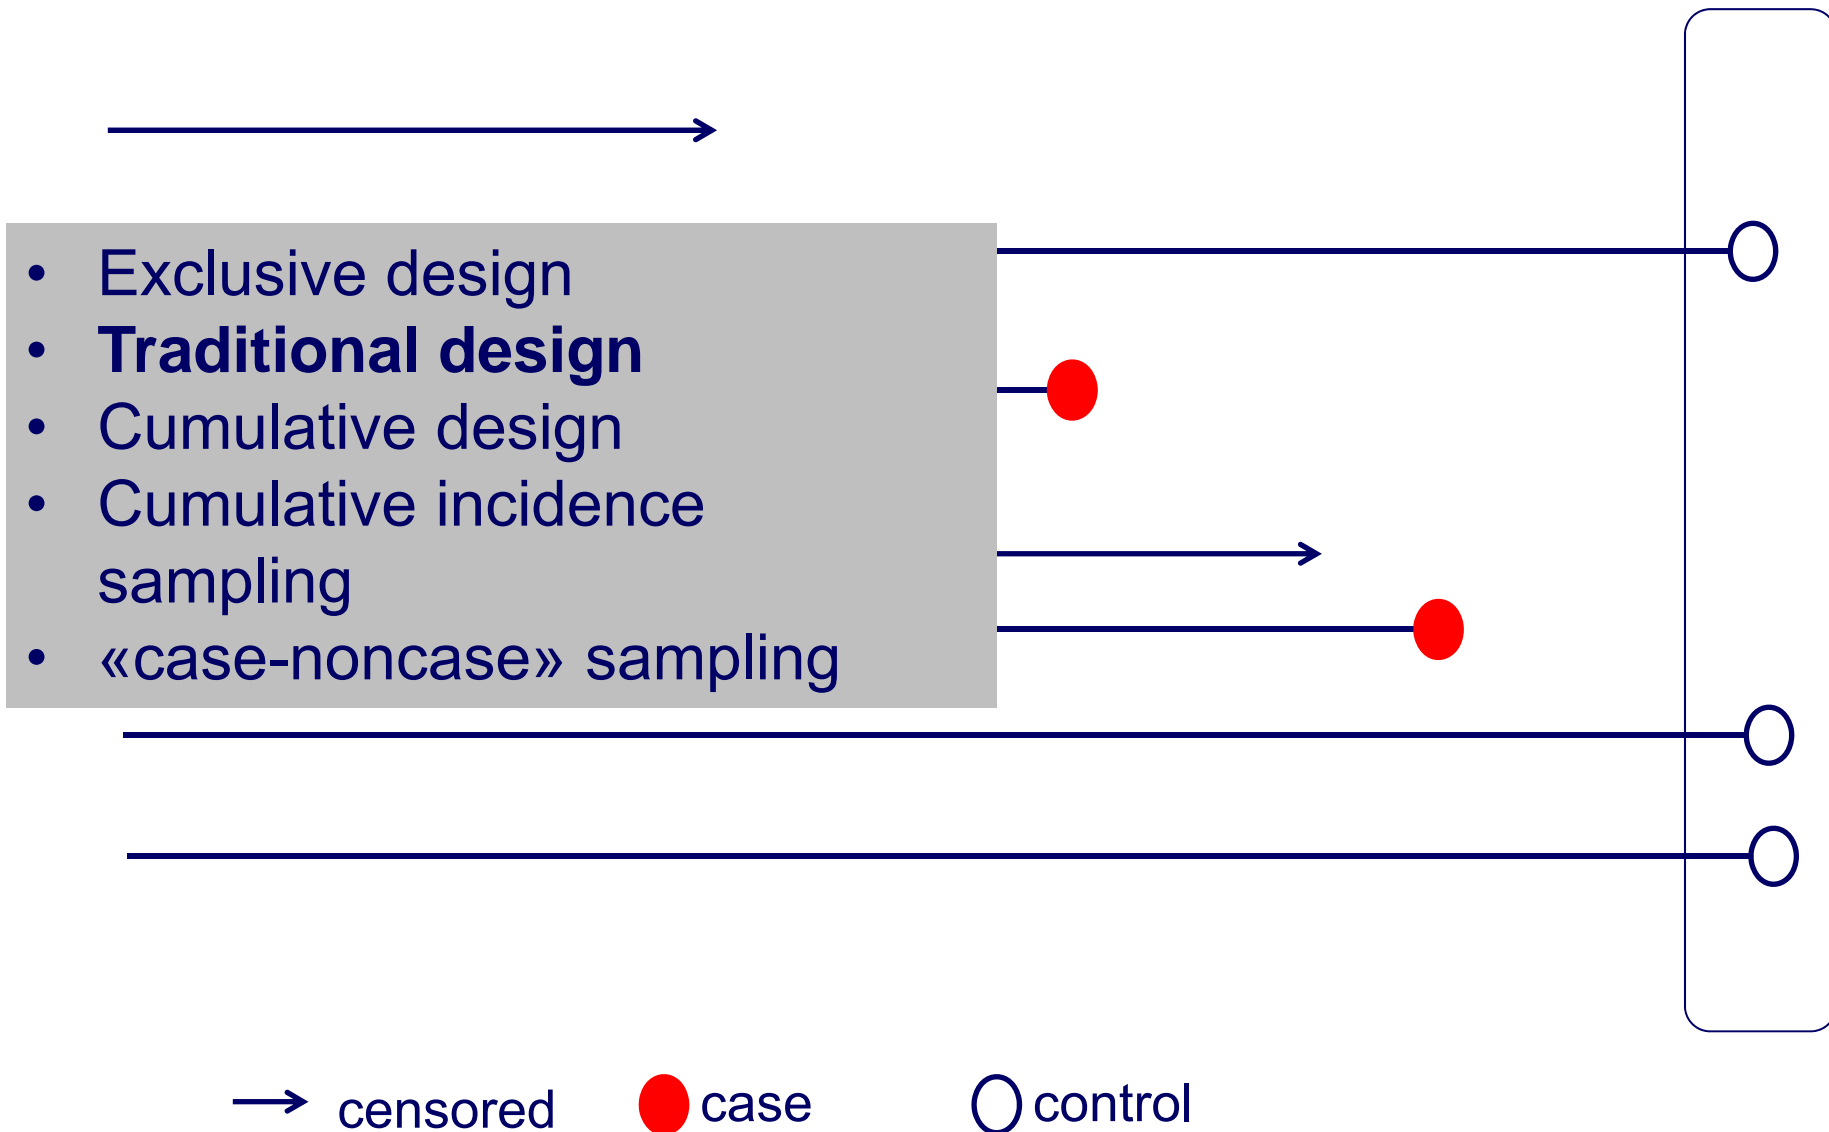 • Exclusive design
• Traditional design
• Cumulative design
• Cumulative incidence
sampling
• «case-noncase» sampling
censored case control